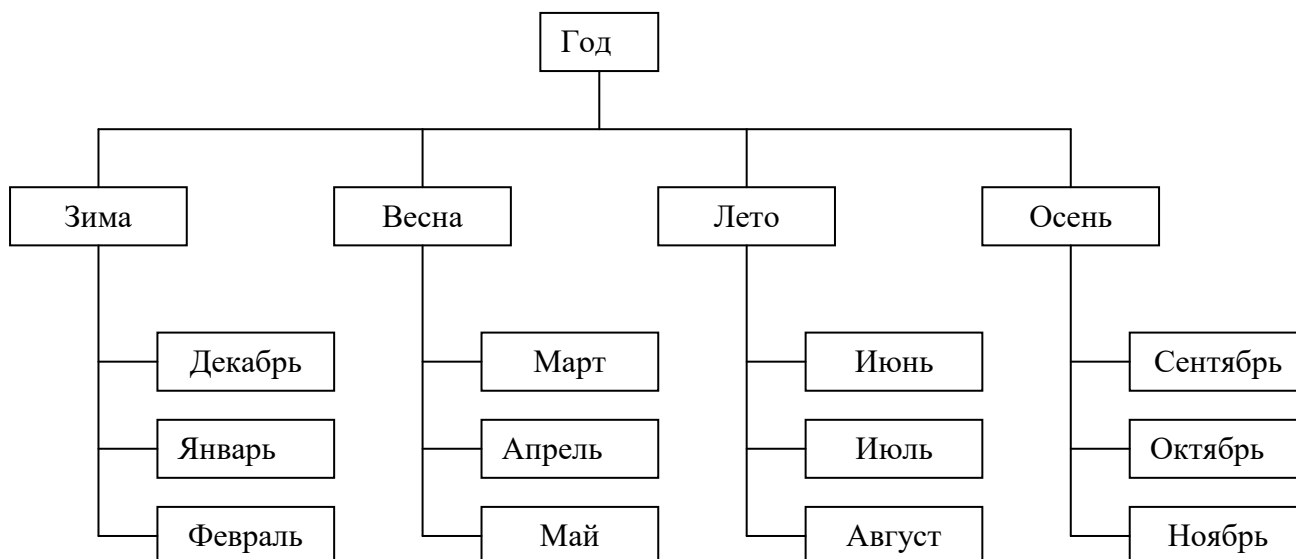 Год
Зима Весна Лето Осень
Декабрь Март Июнь Сентябрь
Январь Апрель Июль Октябрь
Февраль Май Август Ноябрь